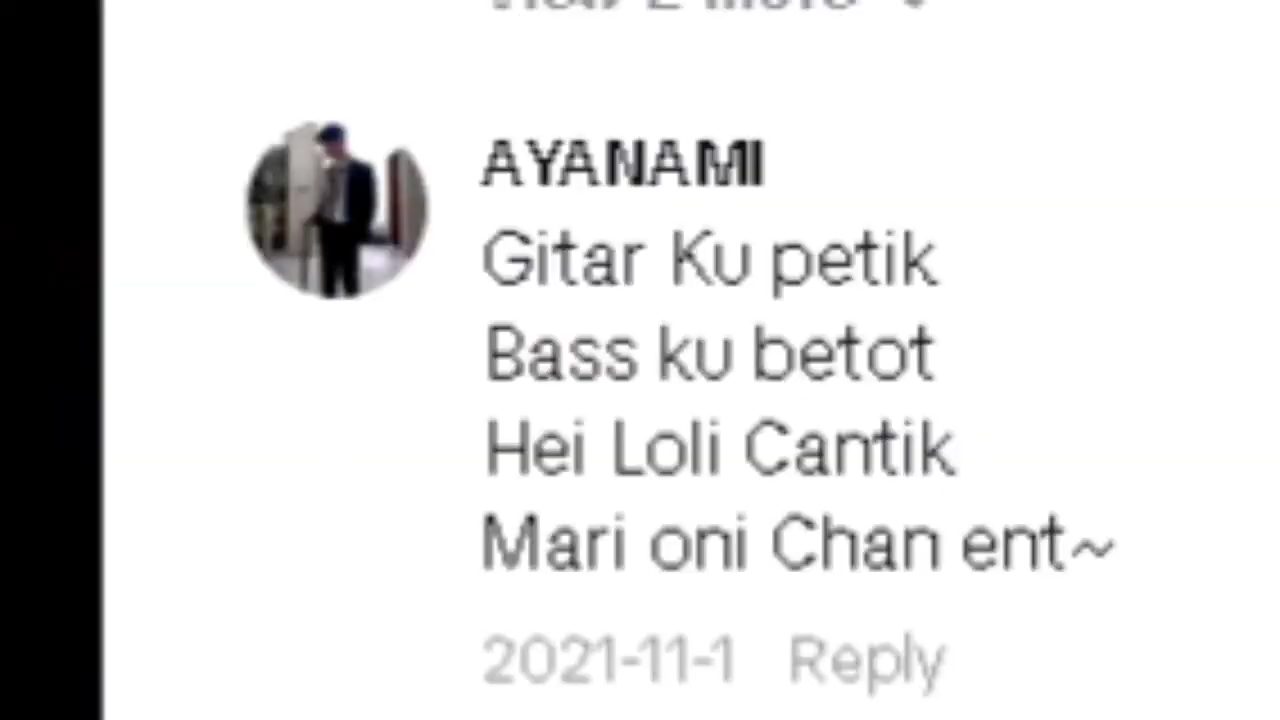 AYANAMI
Gitar Ku petik
Bass ku betot
Hei Loli Cantik
Mari oni Chan ent~
2021-11-1 Reply